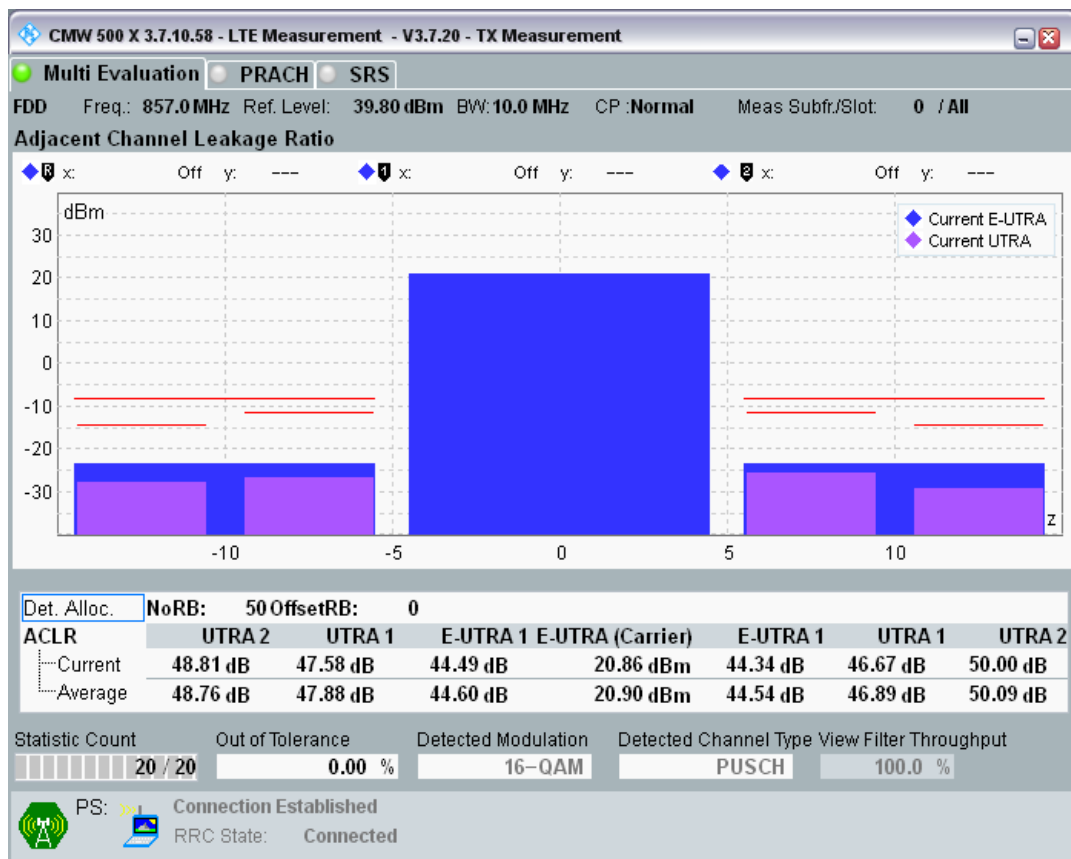 CMW 500 X 3.7.10.58 - LTE Measurement - V3.7.20 - TX Measurement
Multi Evaluation PRACH SRS
FDD Freq.: 857.0 MHz Ref. Level: 39.80 dBm BW: 10.0 MHz CP :Normal Meas Subfr./Slot: 0 / All
Adjacent Channel Leakage Ratio
R x: Off y: --- 1 x: Off y: --- 2 x: Off y: ---
dBm
Current E-UTRA
Current UTRA
30
20
10
0
-10
-20
-30
z
-10 -5 0 5 10
Det. Alloc. NoRB: 50 OffsetRB: 0
ACLR UTRA 2 UTRA 1 E-UTRA 1 E-UTRA (Carrier) E-UTRA 1 UTRA 1 UTRA 2
Current 48.81 dB 47.58 dB 44.49 dB 20.86 dBm 44.34 dB 46.67 dB 50.00 dB
Average 48.76 dB 47.88 dB 44.60 dB 20.90 dBm 44.54 dB 46.89 dB 50.09 dB
Statistic Count Out of Tolerance Detected Modulation Detected Channel Type View Filter Throughput
20 / 20 0.00 % 16-QAM PUSCH 100.0 %
PS: Connection Established
RRC State: Connected